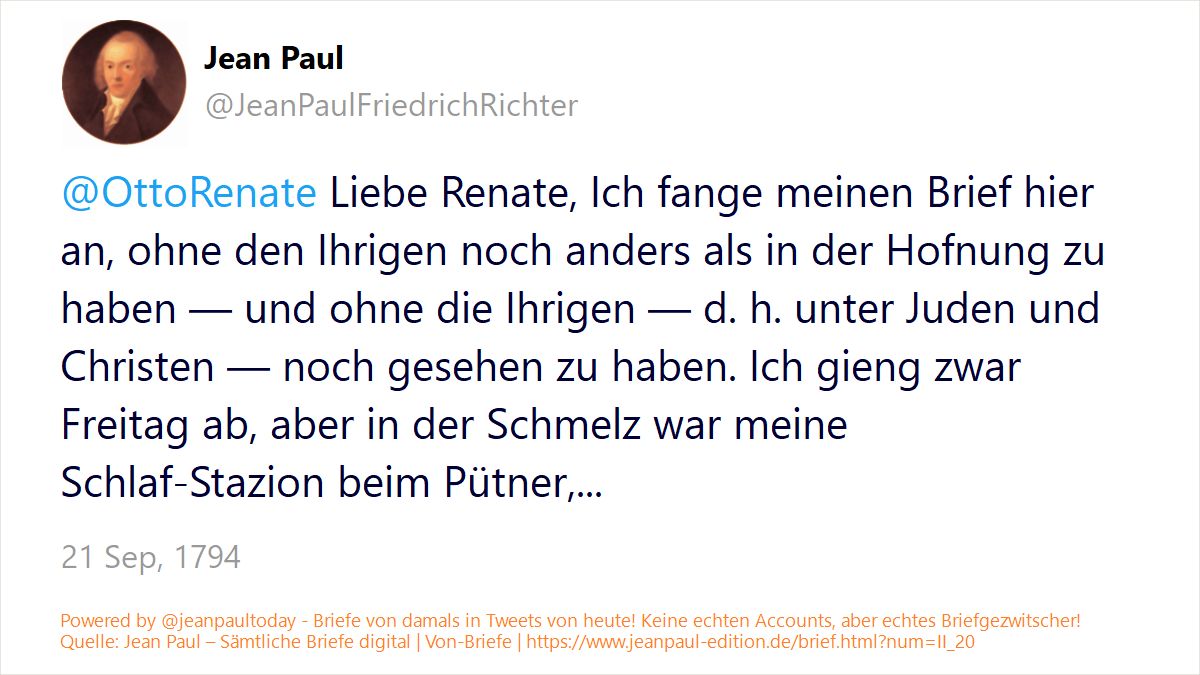 Jean Paul
@JeanPaulFriedrichRichter
@OttoRenate Liebe Renate, Ich fange meinen Brief hier
an, ohne den Ihrigen noch anders als in der Hofnung zu
haben — und ohne die Ihrigen — d. h. unter Juden und
Christen — noch gesehen zu haben. Ich gieng zwar
Freitag ab, aber in der Schmelz war meine
Schlaf-Stazion beim Pütner,...
21 Sep, 1794
Powered by @jeanpaultoday - Briefe von damals in Tweets von heute! Keine echten Accounts, aber echtes Briefgezwitscher!
Quelle: Jean Paul – Sämtliche Briefe digital | Von-Briefe | https://www.jeanpaul-edition.de/brief.html?num=II_20